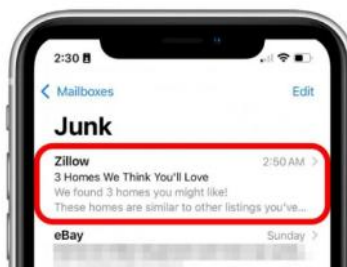 2:30
Mailboxes Edit
Junk
Zillow 2:50 AM
3 Homes We Think You'll Love
We found 3 homes you might like!
These homes are similar to other listings you've...
eBay Sunday